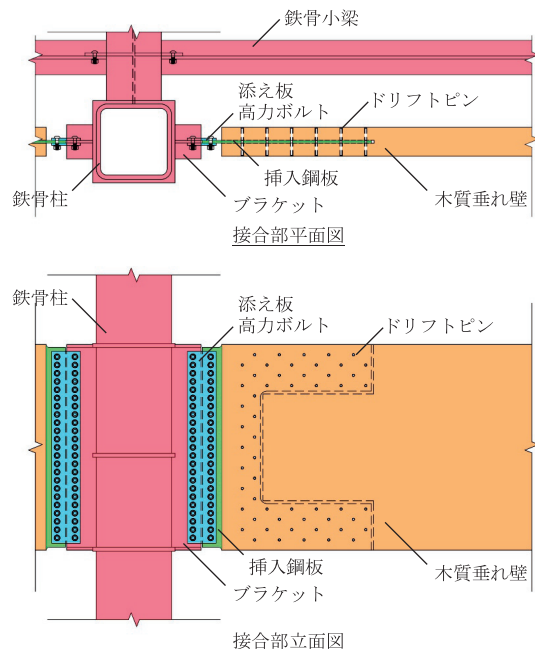 鉄骨小梁
添え板
高力ボルト
ドリフトピン
鉄骨柱
挿入鋼板
ブラケット
木質垂れ壁
接合部平面図
鉄骨柱
添え板
高力ボルト
ドリフトピン
挿入鋼板
ブラケット
木質垂れ壁
接合部立面図